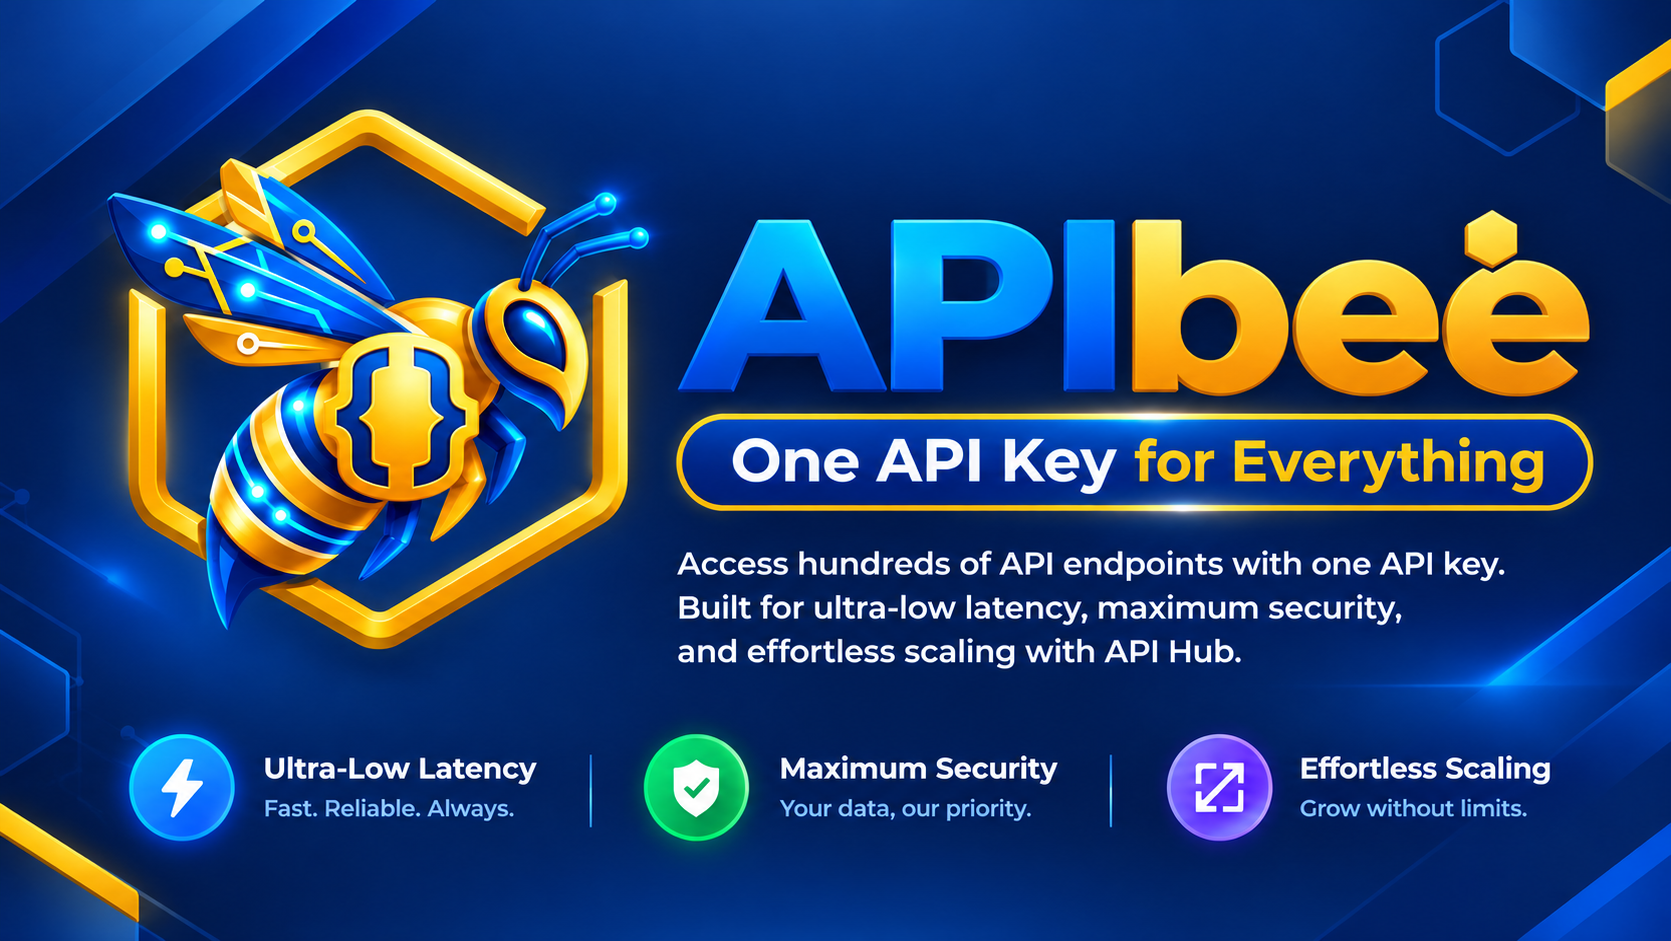 APIbee
One API Key for Everything
Access hundreds of API endpoints with one API key.
Built for ultra-low latency, maximum security,
and effortless scaling with API Hub.
Ultra-Low Latency
Fast. Reliable. Always.
Maximum Security
Your data, our priority.
Effortless Scaling
Grow without limits.